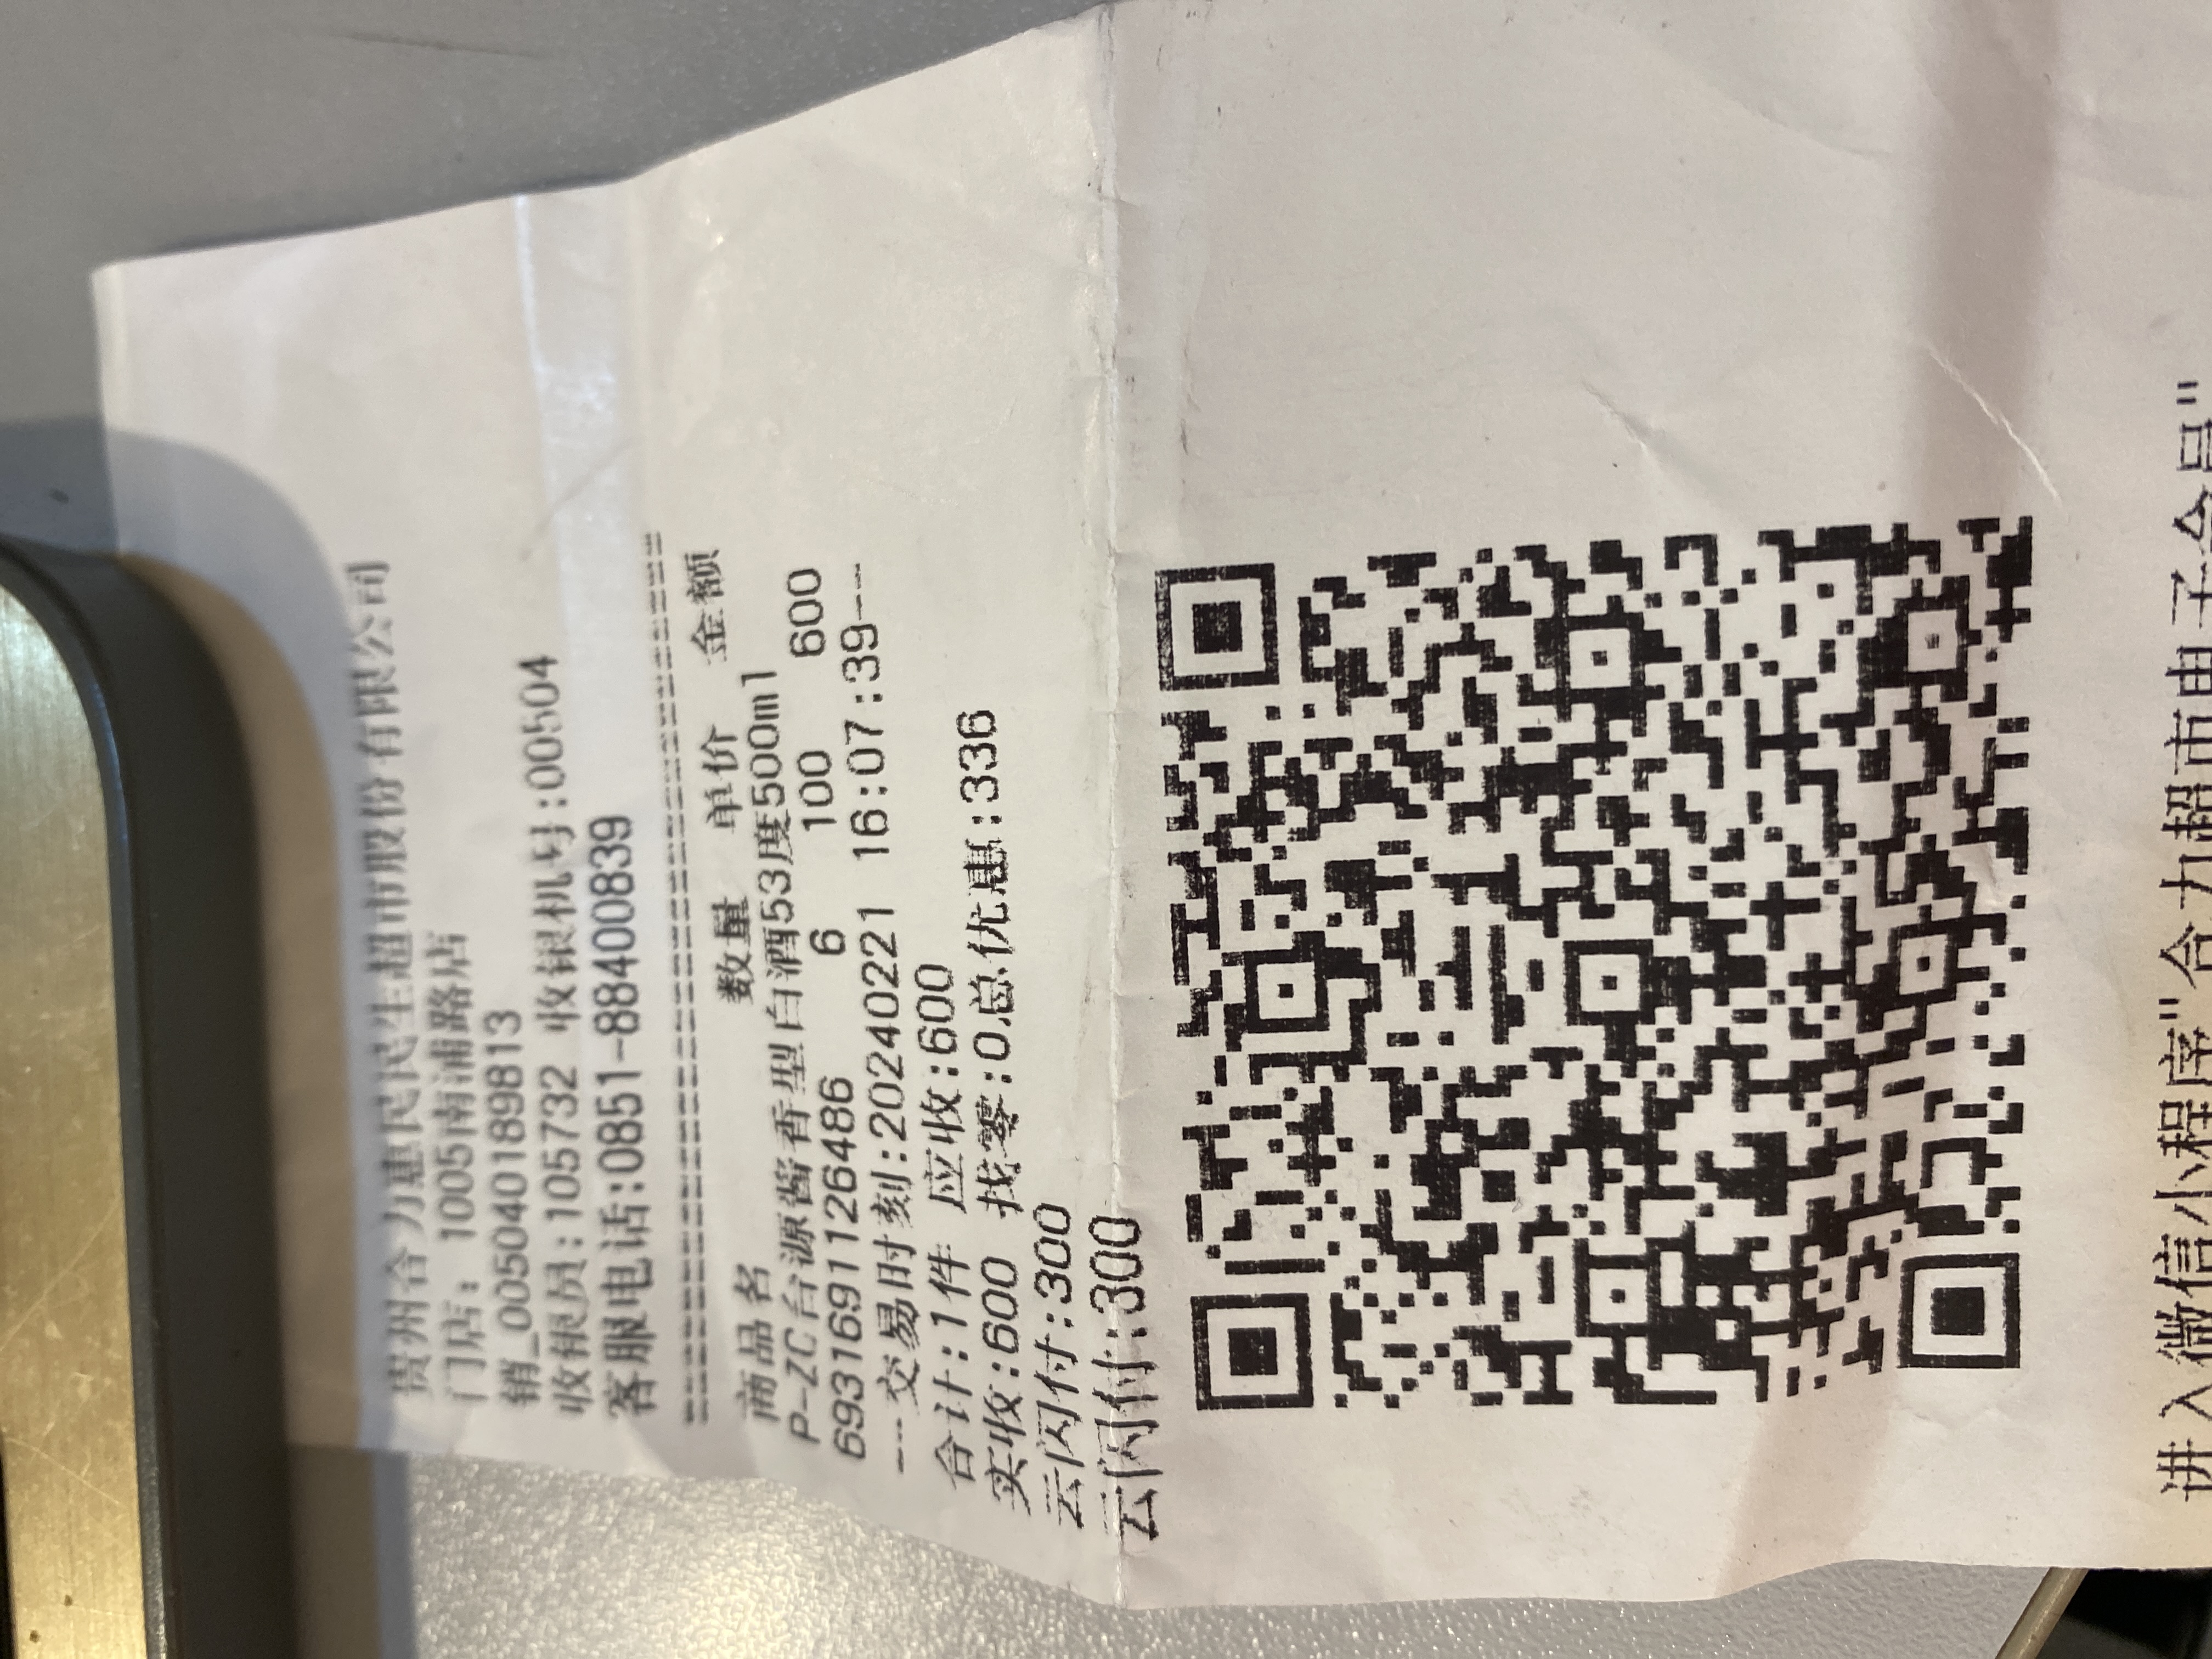 贵州合力惠民民生超市股份有限公司
门店: 1005南浦路店
销_0050401898813
收银员:1057732 收银机号:00504
客服电话:0851-88400839
商品名 数量 单价 金额
P-ZC台源酱香型白酒53度500ml
6931691126486 6 100 600
---交易时刻:20240221 16:07:39--
合计:1件 应收:600
实收:600 找零:0总优惠:336
云闪付:300
云闪付:300
进入微信小程序"合力超市电子会员"